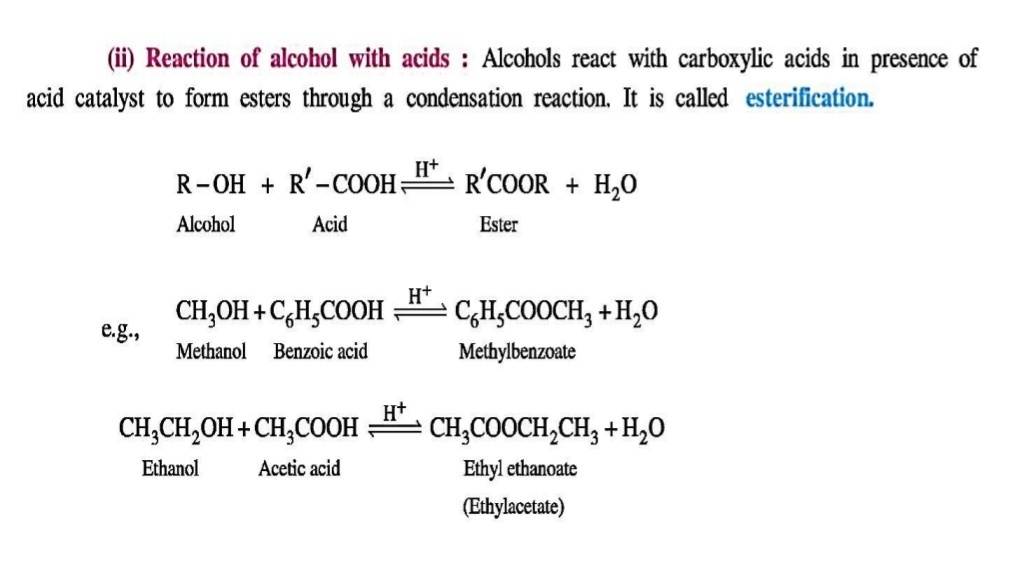 (ii) Reaction of alcohol with acids : Alcohols react with carboxylic acids in presence of
acid catalyst to form esters through a condensation reaction. It is called esterification.
R–OH + R′–COOH ⇌ R′COOR + H₂O
H⁺
Alcohol Acid Ester
e.g.,
CH₃OH + C₆H₅COOH ⇌ C₆H₅COOCH₃ + H₂O
H⁺
Methanol Benzoic acid Methylbenzoate
CH₃CH₂OH + CH₃COOH ⇌ CH₃COOCH₂CH₃ + H₂O
H⁺
Ethanol Acetic acid Ethyl ethanoate
(Ethylacetate)